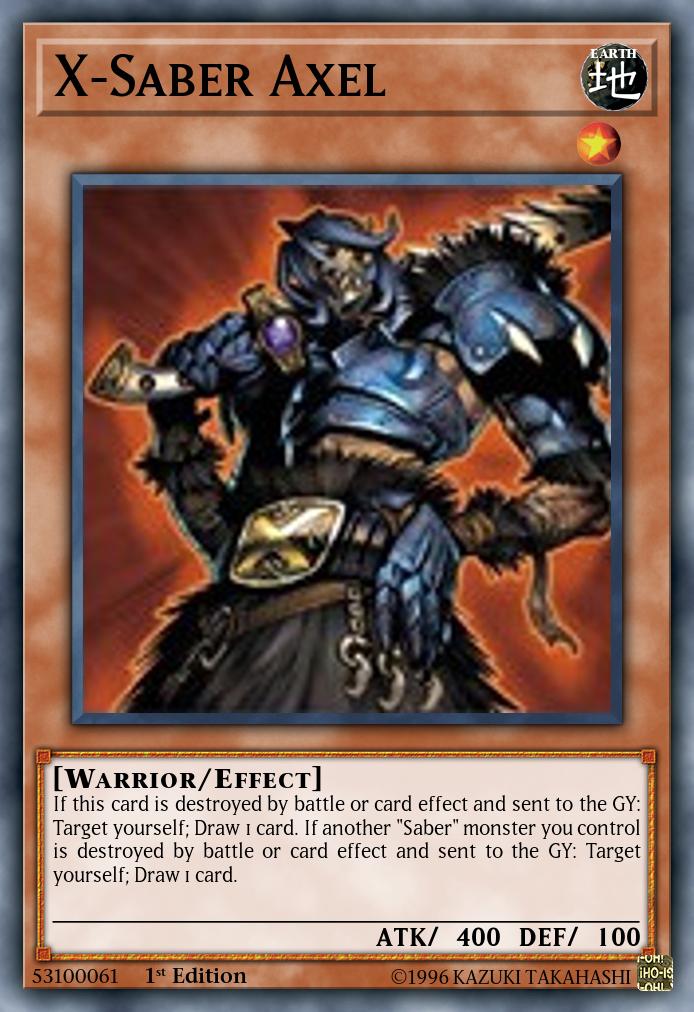 X-Saber Axel
EARTH
地
[Warrior/Effect]
If this card is destroyed by battle or card effect and sent to the GY:
Target yourself; Draw 1 card. If another "Saber" monster you control
is destroyed by battle or card effect and sent to the GY: Target
yourself; Draw 1 card.
ATK/ 400 DEF/ 100
53100061 1st Edition ©1996 KAZUKI TAKAHASHI